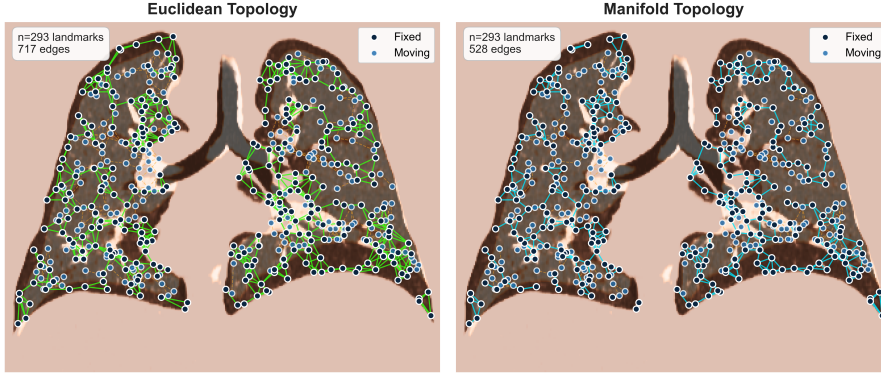 Euclidean Topology
n=293 landmarks
717 edges
Fixed
Moving
Manifold Topology
n=293 landmarks
528 edges
Fixed
Moving